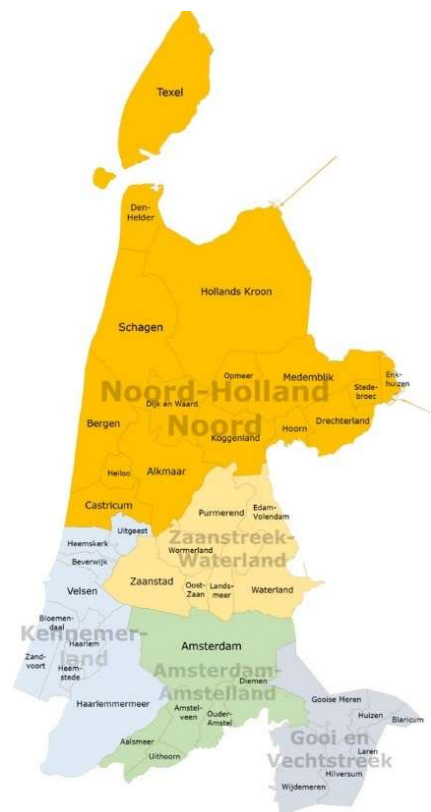 Texel
Den-
Helder
Hollands Kroon
Schagen
Opmeer
Medemblik
Enk-
huizen
Stede-
broec
Noord-Holland
Noord
Dijk en Waard
Bergen
Drechterland
Hoorn
Koggenland
Heiloo
Alkmaar
Castricum
Uitgeest
Heemskerk
Beverwijk
Velsen
Purmerend
Edam-
Volendam
Zaanstreek-
Waterland
Wormerland
Zaanstad
Oost-
Zaan
Lands-
meer
Waterland
Bloemen-
daal
Kennemer-
land
Haarlem
Zand-
voort
Heem-
stede
Haarlemmermeer
Amsterdam
Amsterdam-
Amstelland
Diemen
Amstel-
veen
Ouder-
Amstel
Aalsmeer
Uithoorn
Gooise Meren
Huizen
Blaricum
Gooi en
Vechtstreek
Laren
Hilversum
Wijdemeren